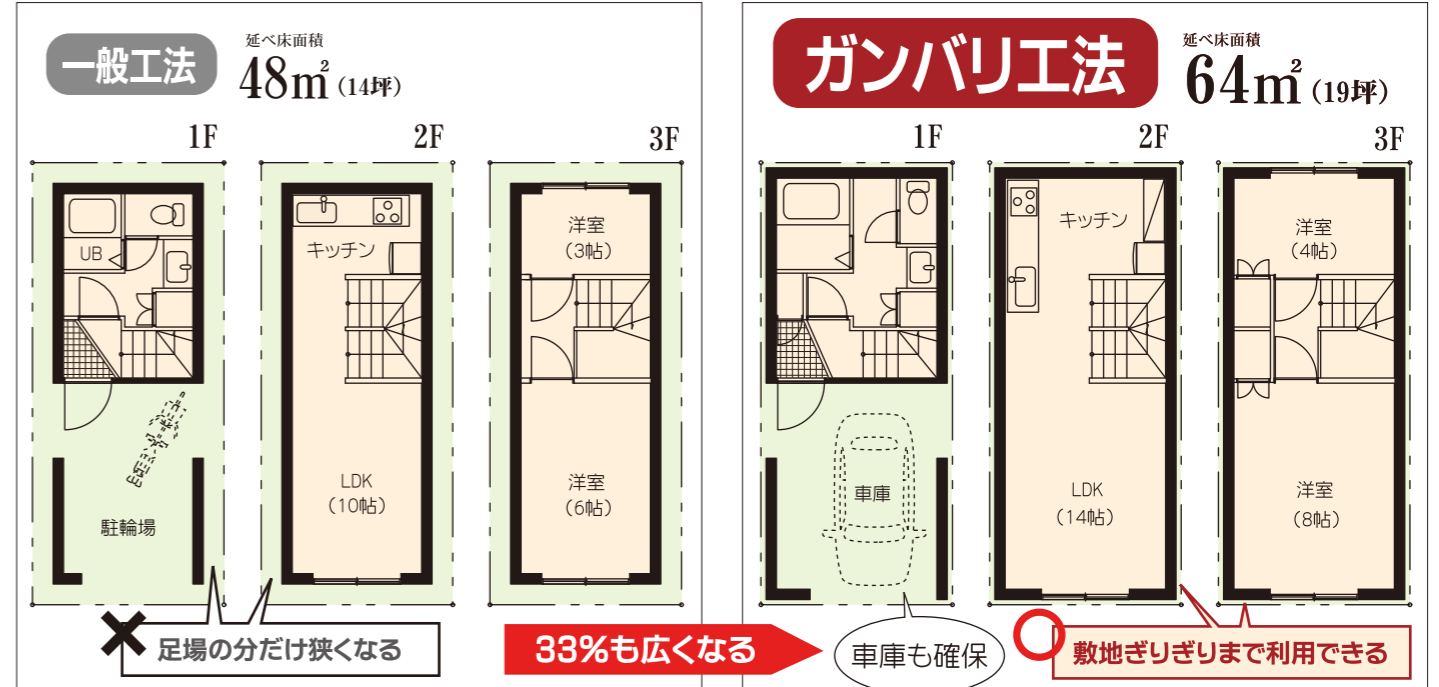 一般工法
延べ床面積
48㎡(14坪)
1F
2F
3F
UB
駐輪場
キッチン
LDK
(10帖)
洋室
(3帖)
洋室
(6帖)
足場の分だけ狭くなる
33%も広くなる
ガンバリ工法
延べ床面積
64㎡(19坪)
1F
2F
3F
車庫
キッチン
LDK
(14帖)
洋室
(4帖)
洋室
(8帖)
車庫も確保
敷地ぎりぎりまで利用できる